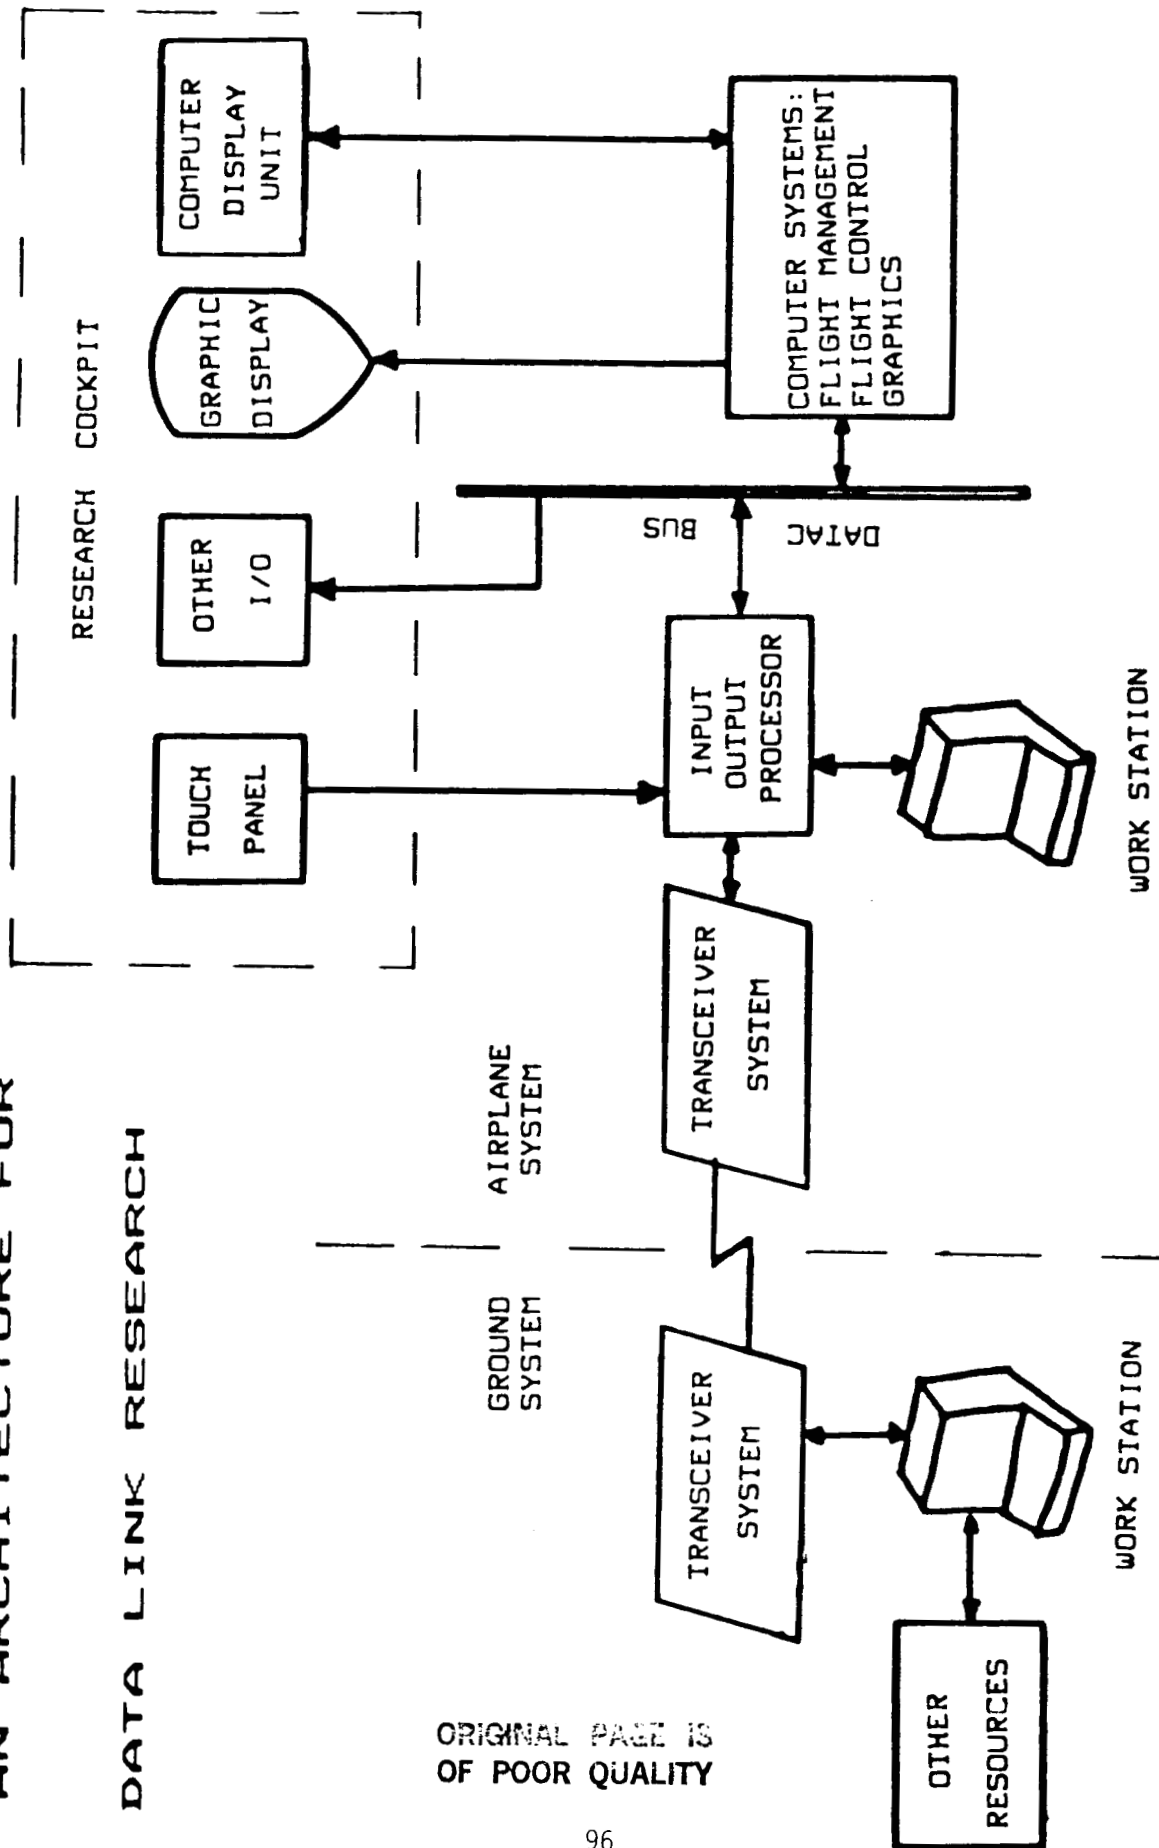 AN ARCHITECTURE FOR
DATA LINK RESEARCH
RESEARCH COCKPIT
TOUCH
PANEL
OTHER
I/O
GRAPHIC
DISPLAY
COMPUTER
DISPLAY
UNIT
GROUND
SYSTEM
AIRPLANE
SYSTEM
BUS
DATAC
TRANSCEIVER
SYSTEM
TRANSCEIVER
SYSTEM
INPUT
OUTPUT
PROCESSOR
COMPUTER SYSTEMS:
FLIGHT MANAGEMENT
FLIGHT CONTROL
GRAPHICS
OTHER
RESOURCES
WORK STATION
WORK STATION
ORIGINAL PAGE IS
OF POOR QUALITY
96